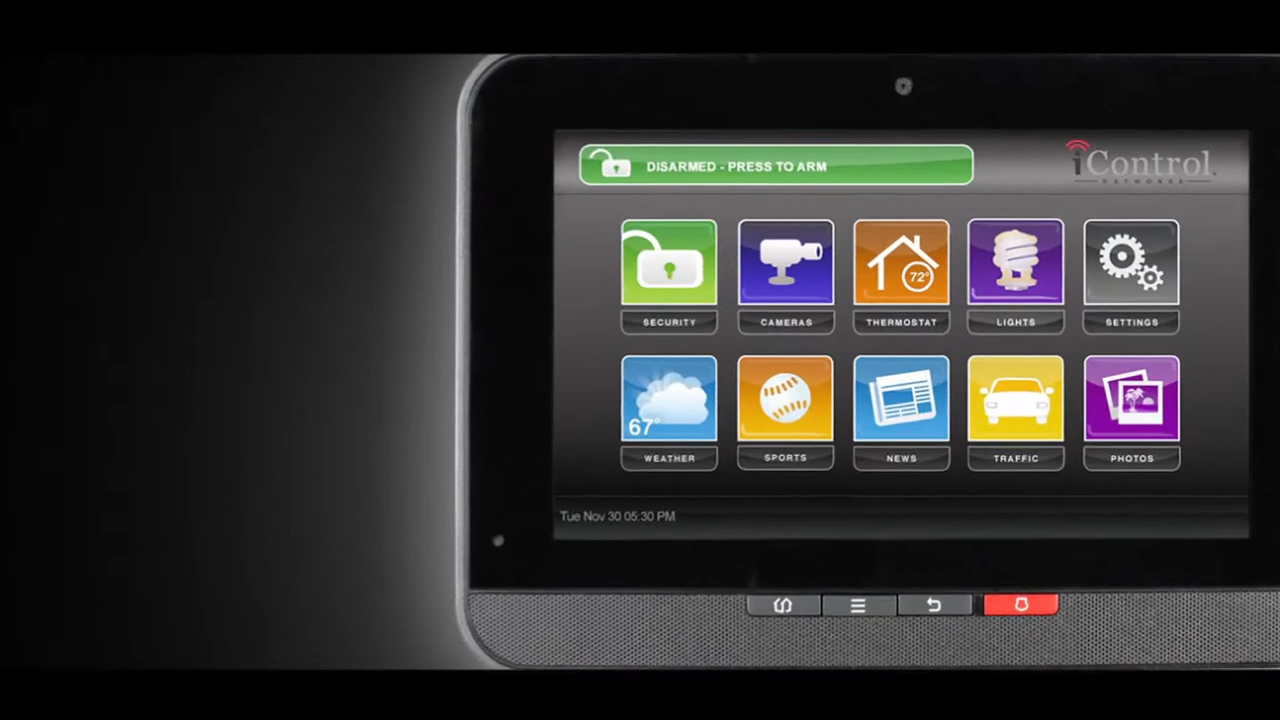 DISARMED - PRESS TO ARM
iControl
NETWORKS
72°
SECURITY
CAMERAS
THERMOSTAT
LIGHTS
SETTINGS
67°
WEATHER
SPORTS
NEWS
TRAFFIC
PHOTOS
Tue Nov 30 05:30 PM